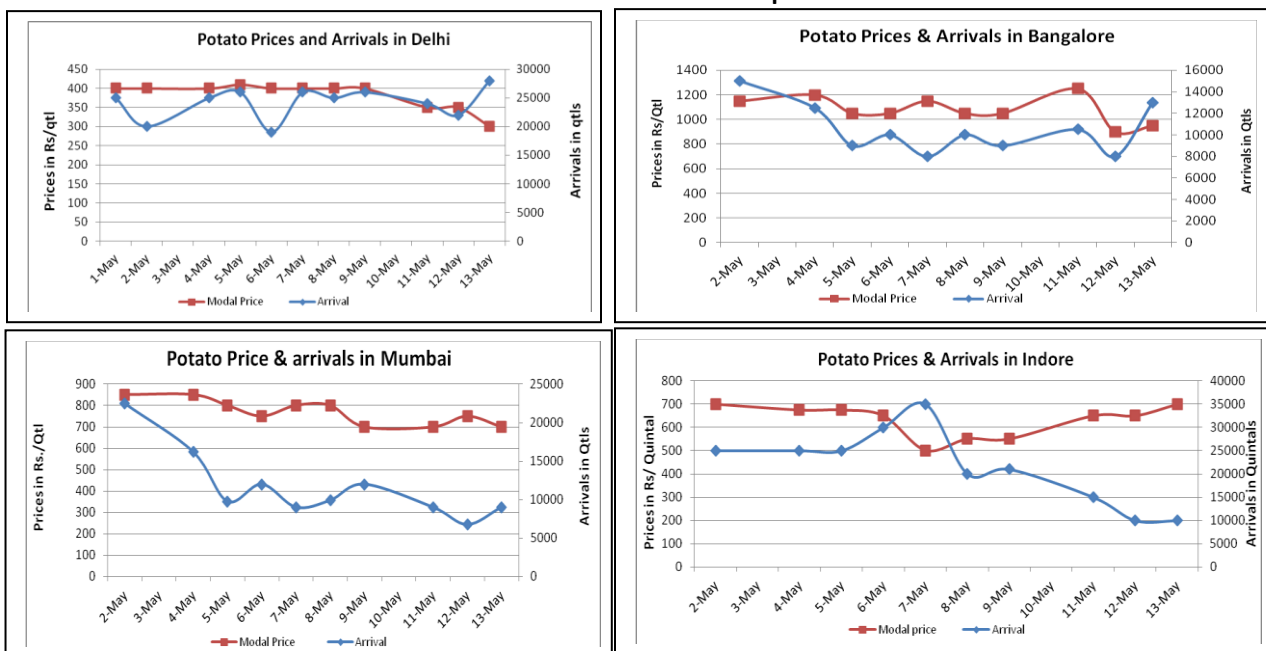 Potato Prices and Arrivals in Delhi
Prices in Rs/qtl
450
400
350
300
250
200
150
100
50
0
30000
25000
20000
15000
10000
5000
0
Arrivals in qtls
1-May
2-May
3-May
4-May
5-May
6-May
7-May
8-May
9-May
10-May
11-May
12-May
13-May
Modal Price
Arrival
Potato Prices & Arrivals in Bangalore
Prices in Rs/Qtl
1400
1200
1000
800
600
400
200
0
16000
14000
12000
10000
8000
6000
4000
2000
0
Arrivals in Qtls
2-May
3-May
4-May
5-May
6-May
7-May
8-May
9-May
10-May
11-May
12-May
13-May
Modal Price
Arrival
Potato Price & arrivals in Mumbai
Prices in Rs./Qtl
900
800
700
600
500
400
300
200
100
0
25000
20000
15000
10000
5000
0
Arrivals in Qtls
2-May
3-May
4-May
5-May
6-May
7-May
8-May
9-May
10-May
11-May
12-May
13-May
Modal Price
Arrival
Potato Prices & Arrivals in Indore
Prices in Rs/ Quintal
800
700
600
500
400
300
200
100
0
40000
35000
30000
25000
20000
15000
10000
5000
0
Arrivals in Quintals
2-May
3-May
4-May
5-May
6-May
7-May
8-May
9-May
10-May
11-May
12-May
13-May
Modal price
Arrival